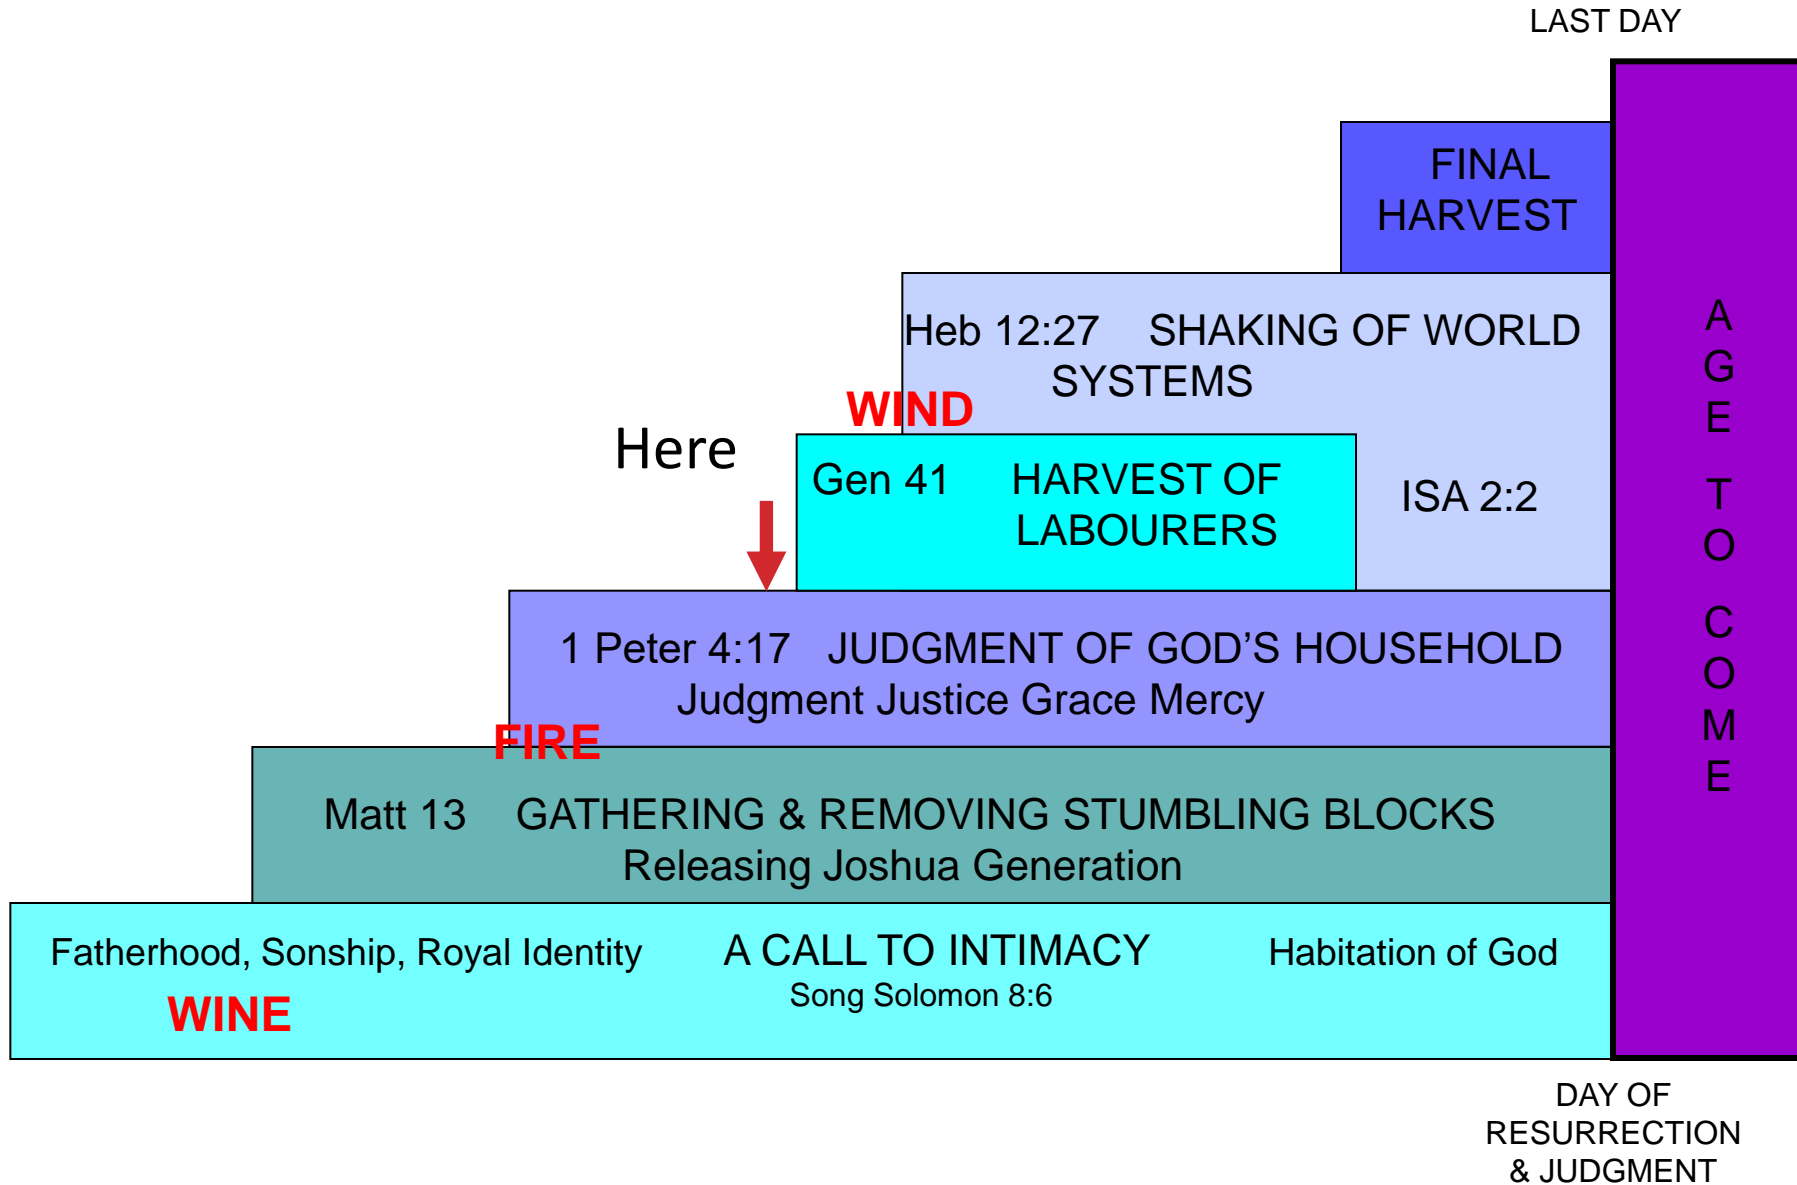 LAST DAY
FINAL
HARVEST
Heb 12:27 SHAKING OF WORLD
SYSTEMS
WIND
Here
Gen 41 HARVEST OF
LABOURERS
ISA 2:2
1 Peter 4:17 JUDGMENT OF GOD’S HOUSEHOLD
Judgment Justice Grace Mercy
FIRE
Matt 13 GATHERING & REMOVING STUMBLING BLOCKS
Releasing Joshua Generation
Fatherhood, Sonship, Royal Identity A CALL TO INTIMACY Habitation of God
Song Solomon 8:6
WINE
A
G
E
T
O
C
O
M
E
DAY OF
RESURRECTION
& JUDGMENT